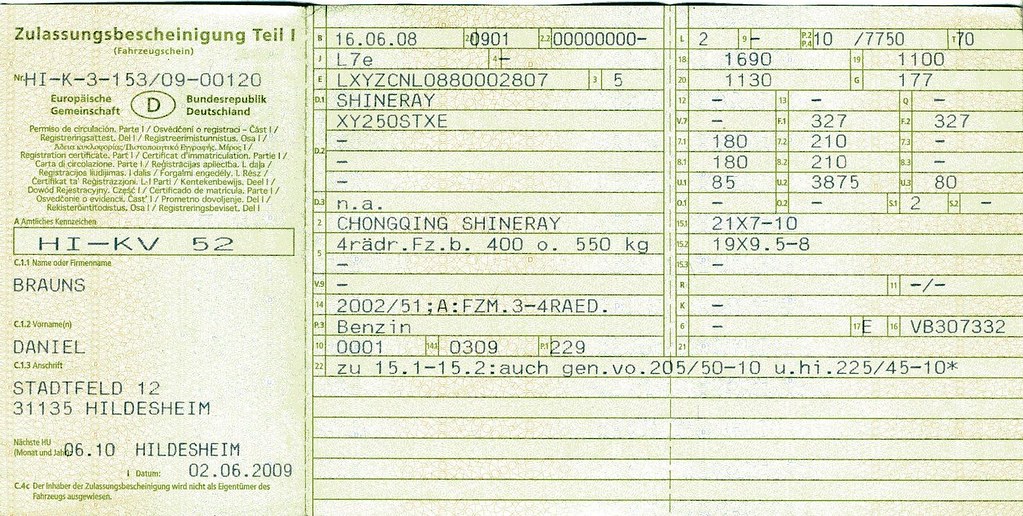 Zulassungsbescheinigung Teil I
(Fahrzeugschein)
Nr. HI-K-3-153/09-00120
Europäische Gemeinschaft D Bundesrepublik Deutschland
Permiso de circulación. Parte I / Osvědčení o registraci – Část I /
Registreringsattest. Del I / Registreerimistunnistus. Osa I /
Άδεια κυκλοφορίας/Πιστοποιητικό Εγγραφής. Μέρος I /
Registration certificate. Part I / Certificat d'immatriculation. Partie I /
Carta di circolazione. Parte I / Reģistrācijas apliecība. I. daļa /
Registracijos liudijimas. I dalis / Forgalmi engedély. I. Rész /
Ċertifikat ta' Reġistrazzjoni. L-I Parti / Kentekenbewijs. Deel I /
Dowód Rejestracyjny. Część I / Certificado de matrícula. Parte I /
Osvedčenie o evidencii. Časť I / Prometno dovoljenje. Del I /
Rekisteröintitodistus. Osa I / Registreringsbeviset. Del I
A Amtliches Kennzeichen
HI-KV 52
C.1.1 Name oder Firmenname
BRAUNS
C.1.2 Vorname(n)
DANIEL
C.1.3 Anschrift
STADTFELD 12
31135 HILDESHEIM
Nächste HU
(Monat und Jahr) 06.10 HILDESHEIM
I Datum: 02.06.2009
C.4c Der Inhaber der Zulassungsbescheinigung wird nicht als Eigentümer des
Fahrzeugs ausgewiesen.
B 16.06.08 2.1 0901 2.2 00000000-
J L7e 4 –
E LXYZCNL0880002807 3 5
D.1 SHINERAY
XY250STXE
–
D.2 –
–
D.3 n.a.
2 CHONGQING SHINERAY
5 4rädr.Fz.b. 400 o. 550 kg
–
V.9 –
14 2002/51;A:FZM.3-4RAED.
P.3 Benzin
10 0001 14.1 0309 P.1 229
22 zu 15.1-15.2:auch gen.vo.205/50-10 u.hi.225/45-10*
L 2 9 – P.2 P.4 10 /7750 T 70
18 1690 19 1100
20 1130 G 177
12 – 13 – Q –
V.7 – F.1 327 F.2 327
7.1 180 7.2 210 7.3 –
8.1 180 8.2 210 8.3 –
U.1 85 U.2 3875 U.3 80
O.1 – O.2 – S.1 2 S.2 –
15.1 21X7-10
15.2 19X9.5-8
15.3 –
R 11 –/–
K –
6 – 17 E 16 VB307332
21